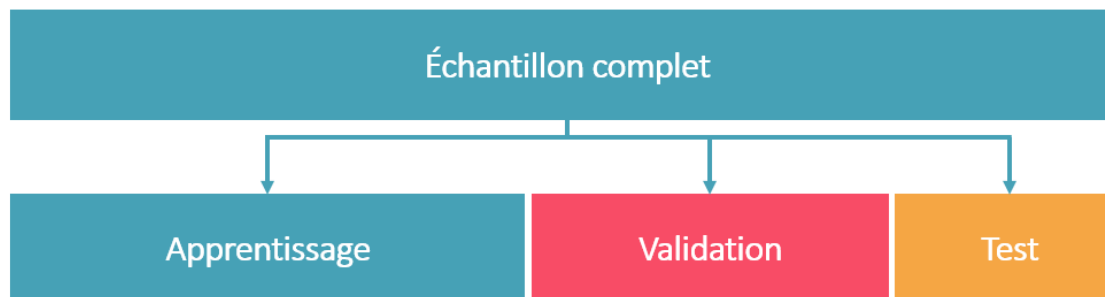 Échantillon complet
Apprentissage
Validation
Test